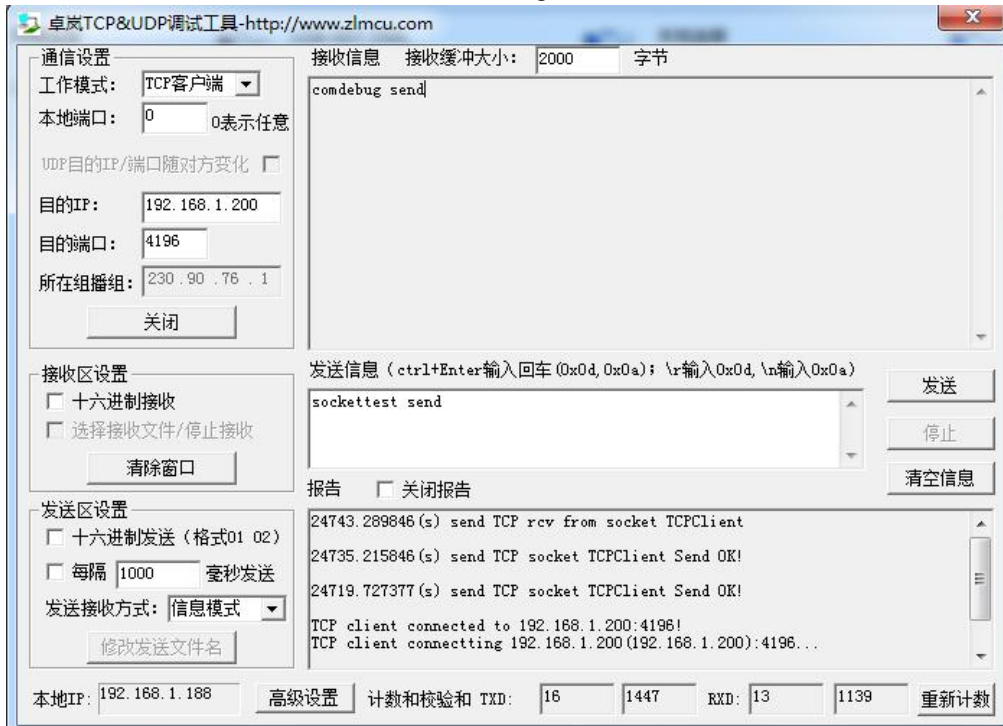 卓岚TCP&UDP调试工具-http://www.zlmcu.com
通信设置
工作模式： TCP客户端
本地端口： 0 0表示任意
UDP目的IP/端口随对方变化
目的IP： 192.168.1.200
目的端口： 4196
所在组播组： 230 .90 .76 . 1
关闭
接收区设置
十六进制接收
选择接收文件/停止接收
清除窗口
发送区设置
十六进制发送（格式01 02）
每隔 1000 毫秒发送
发送接收方式： 信息模式
修改发送文件名
接收信息 接收缓冲大小： 2000 字节
comdebug send
发送信息（ctrl+Enter输入回车(0x0d,0x0a)；\r输入0x0d,\n输入0x0a）
sockettest send
发送
停止
清空信息
报告 关闭报告
24743.289846(s) send TCP rcv from socket TCPClient
24735.215846(s) send TCP socket TCPClient Send OK!
24719.727377(s) send TCP socket TCPClient Send OK!
TCP client connected to 192.168.1.200:4196!
TCP client connectting 192.168.1.200(192.168.1.200):4196...
本地IP: 192.168.1.188 高级设置 计数和校验和 TXD: 16 1447 RXD: 13 1139 重新计数